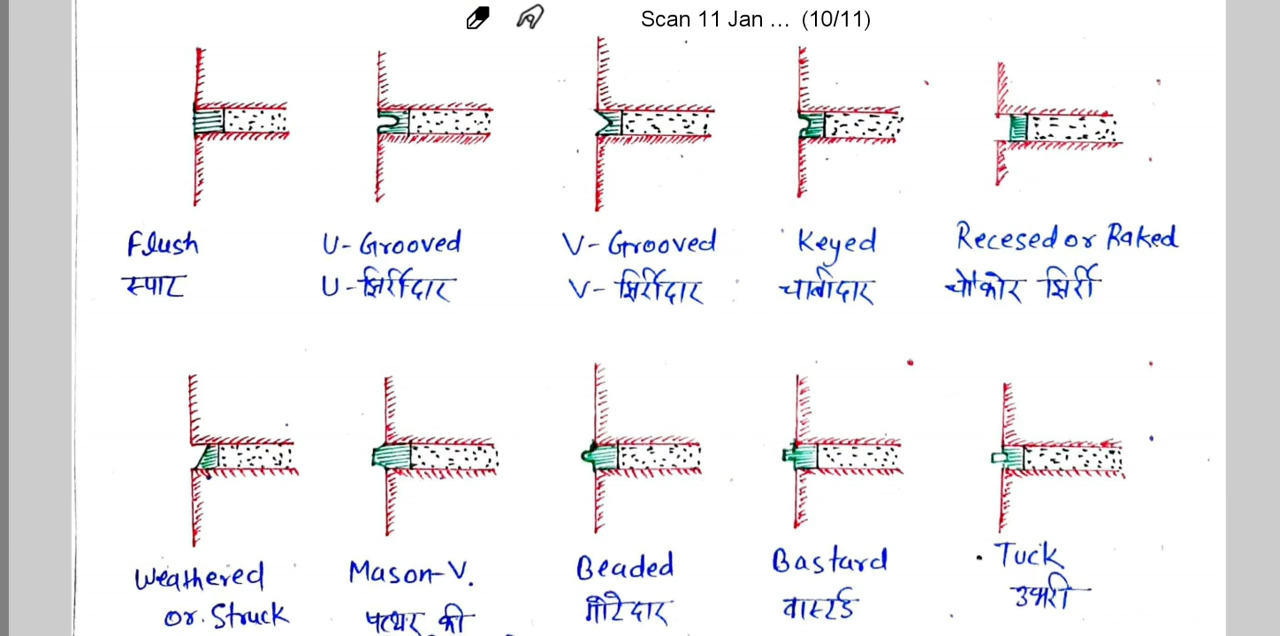 Scan 11 Jan ... (10/11)
Flush
स्पाट
U-Grooved
U-झिर्रीदार
V-Grooved
V-झिर्रीदार
Keyed
चाबीदार
Recesed or Raked
चौकोर झिर्री
Weathered
or. Struck
Mason-V.
पत्थर की
Beaded
गोटेदार
Bastard
वास्टर्ड
Tuck
उभरी